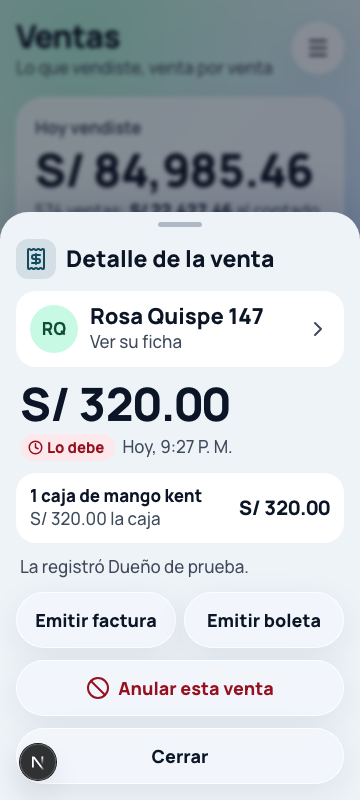 Ventas
Lo que vendiste, venta por venta
Hoy vendiste
S/ 84,985.46
Detalle de la venta
RQ
Rosa Quispe 147
Ver su ficha
S/ 320.00
Lo debe
Hoy, 9:27 P. M.
1 caja de mango kent
S/ 320.00 la caja
S/ 320.00
La registró Dueño de prueba.
Emitir factura
Emitir boleta
Anular esta venta
N
Cerrar